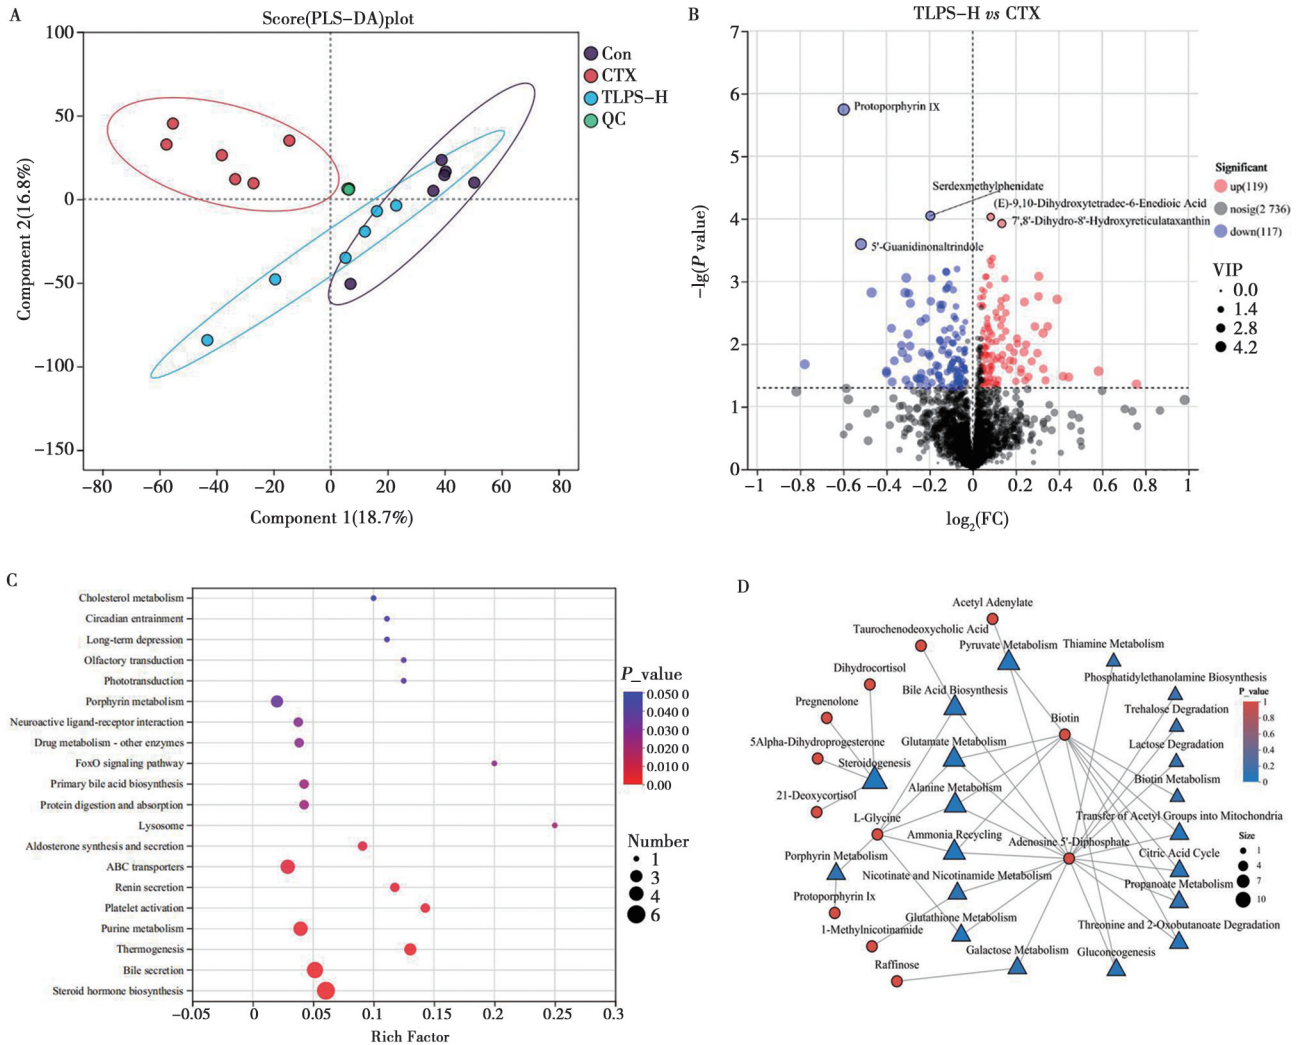 A
Score(PLS−DA)plot
100
50
0
−50
−100
−150
−80
−60
−40
−20
0
20
40
60
80
Component 2(16.8%)
Component 1(18.7%)
Con
CTX
TLPS−H
QC
B
TLPS−H vs CTX
7
6
5
4
3
2
1
0
−1
−0.8
−0.6
−0.4
−0.2
0
0.2
0.4
0.6
0.8
1
−lg(P value)
log2(FC)
Protoporphyrin IX
Serdexmethylphenidate
(E)-9,10-Dihydroxytetradec-6-Enedioic Acid
7',8'-Dihydro-8'-Hydroxyreticulataxanthin
5'-Guanidinonaltrindole
Significant
up(119)
nosig(2 736)
down(117)
VIP
0.0
1.4
2.8
4.2
C
Cholesterol metabolism
Circadian entrainment
Long-term depression
Olfactory transduction
Phototransduction
Porphyrin metabolism
Neuroactive ligand-receptor interaction
Drug metabolism - other enzymes
FoxO signaling pathway
Primary bile acid biosynthesis
Protein digestion and absorption
Lysosome
Aldosterone synthesis and secretion
ABC transporters
Renin secretion
Platelet activation
Purine metabolism
Thermogenesis
Bile secretion
Steroid hormone biosynthesis
−0.05
0
0.05
0.1
0.15
0.2
0.25
0.3
Rich Factor
P_value
0.050 0
0.040 0
0.030 0
0.020 0
0.010 0
0.00
Number
1
3
4
6
D
Acetyl Adenylate
Taurochenodeoxycholic Acid
Pyruvate Metabolism
Thiamine Metabolism
Dihydrocortisol
Phosphatidylethanolamine Biosynthesis
Bile Acid Biosynthesis
Pregnenolone
Trehalose Degradation
Biotin
5Alpha-Dihydroprogesterone
Glutamate Metabolism
Lactose Degradation
Steroidogenesis
Biotin Metabolism
21-Deoxycortisol
Alanine Metabolism
L-Glycine
Transfer of Acetyl Groups into Mitochondria
Ammonia Recycling
Adenosine 5'-Diphosphate
Citric Acid Cycle
Porphyrin Metabolism
Nicotinate and Nicotinamide Metabolism
Propanoate Metabolism
Protoporphyrin Ix
Glutathione Metabolism
Threonine and 2-Oxobutanoate Degradation
1-Methylnicotinamide
Galactose Metabolism
Gluconeogenesis
Raffinose
P_value
1
0.8
0.6
0.4
0.2
0
Size
1
4
7
10